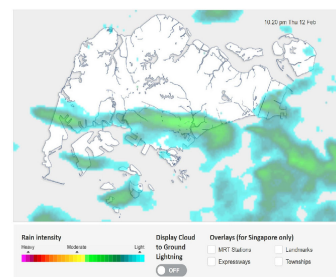 10.20 pm Thu 12 Feb
Rain intensity
Heavy Moderate Light
Display Cloud
to Ground
Lightning
OFF
Overlays (for Singapore only)
MRT Stations Landmarks
Expressways Townships